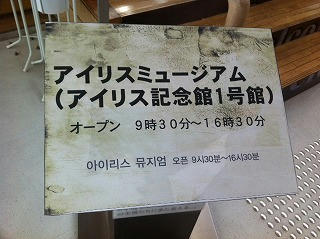 アイリスミュージアム
(アイリス記念館1号館)
オープン 9時30分～16時30分
아이리스 뮤지엄 오픈 9시30분~16시30분